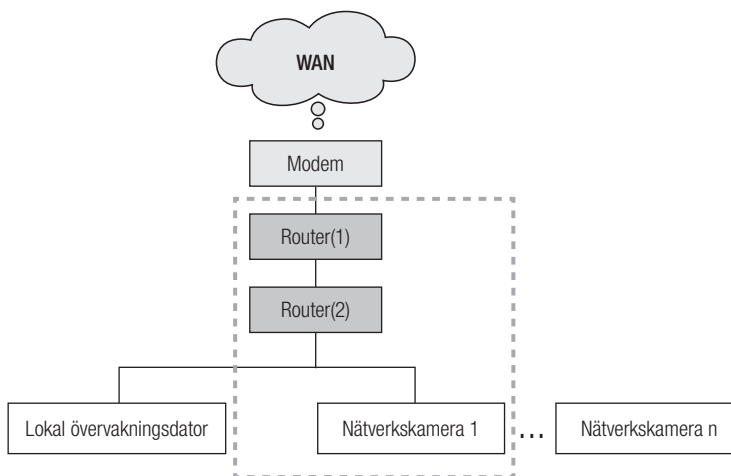 WAN
Modem
Router(1)
Router(2)
Lokal övervakningsdator
Nätverkskamera 1
...
Nätverkskamera n